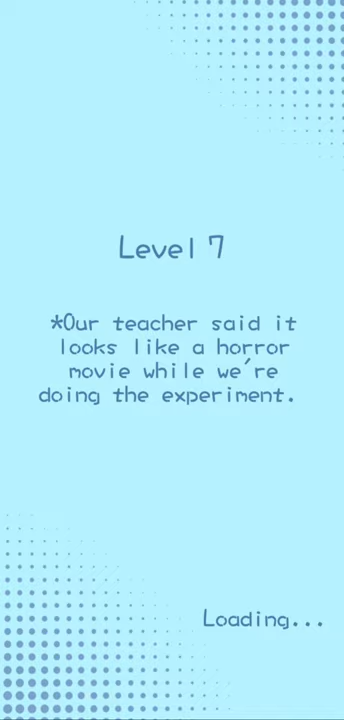 Level 7
*Our teacher said it
looks like a horror
movie while we're
doing the experiment.
Loading...